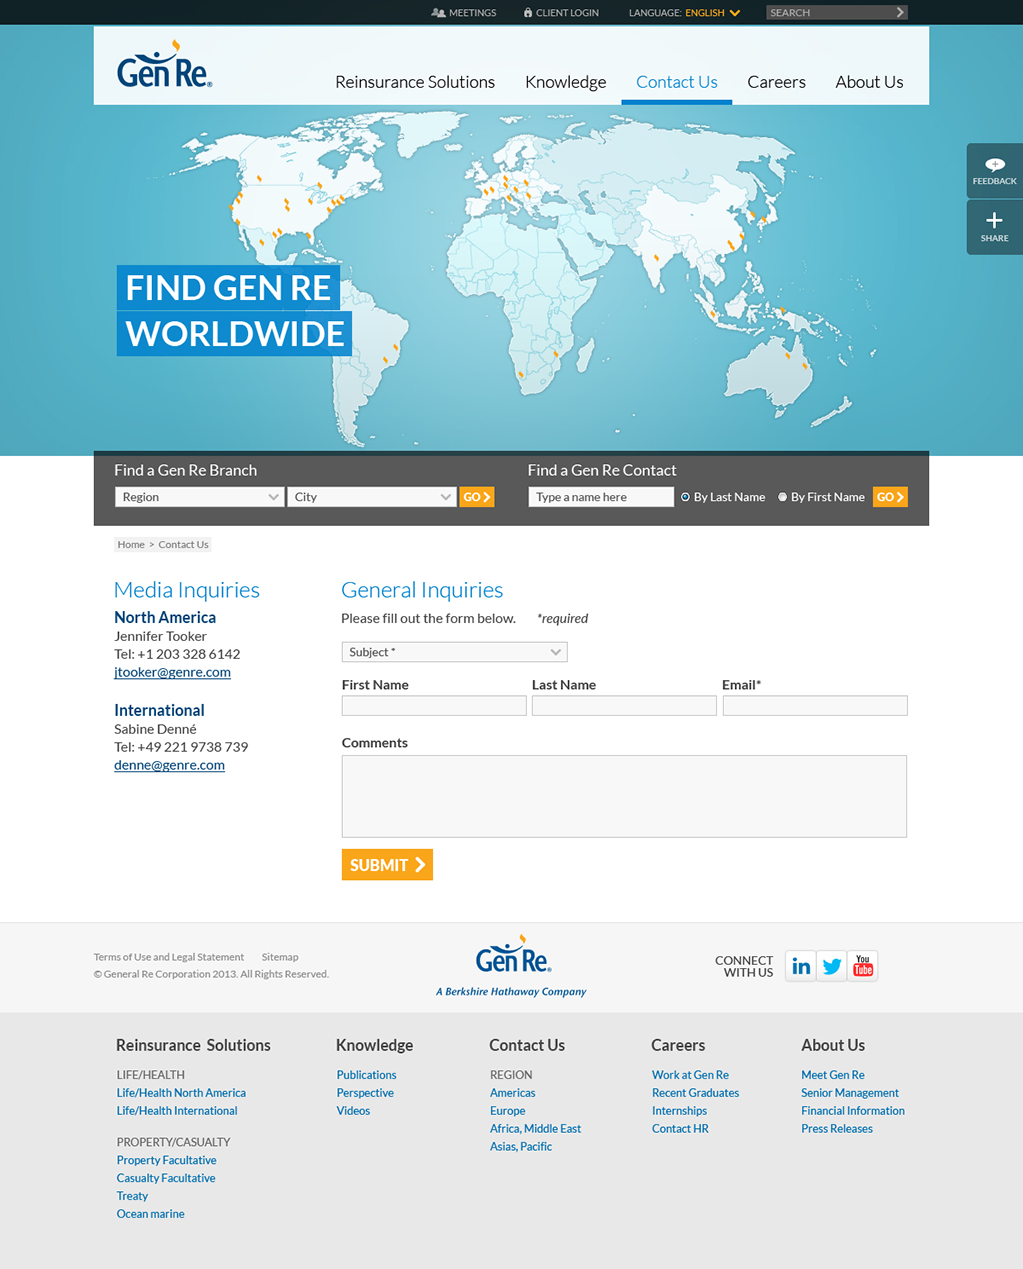 MEETINGS
CLIENT LOGIN
LANGUAGE: ENGLISH
SEARCH
Gen Re®
Reinsurance Solutions
Knowledge
Contact Us
Careers
About Us
FEEDBACK
SHARE
FIND GEN RE
WORLDWIDE
Find a Gen Re Branch
Region
City
GO
Find a Gen Re Contact
Type a name here
By Last Name
By First Name
GO
Home > Contact Us
Media Inquiries
North America
Jennifer Tooker
Tel: +1 203 328 6142
jtooker@genre.com
International
Sabine Denné
Tel: +49 221 9738 739
denne@genre.com
General Inquiries
Please fill out the form below. *required
Subject *
First Name
Last Name
Email*
Comments
SUBMIT
Terms of Use and Legal Statement
Sitemap
© General Re Corporation 2013. All Rights Reserved.
Gen Re®
A Berkshire Hathaway Company
CONNECT
WITH US
in
You
Tube
Reinsurance Solutions
LIFE/HEALTH
Life/Health North America
Life/Health International
PROPERTY/CASUALTY
Property Facultative
Casualty Facultative
Treaty
Ocean marine
Knowledge
Publications
Perspective
Videos
Contact Us
REGION
Americas
Europe
Africa, Middle East
Asias, Pacific
Careers
Work at Gen Re
Recent Graduates
Internships
Contact HR
About Us
Meet Gen Re
Senior Management
Financial Information
Press Releases